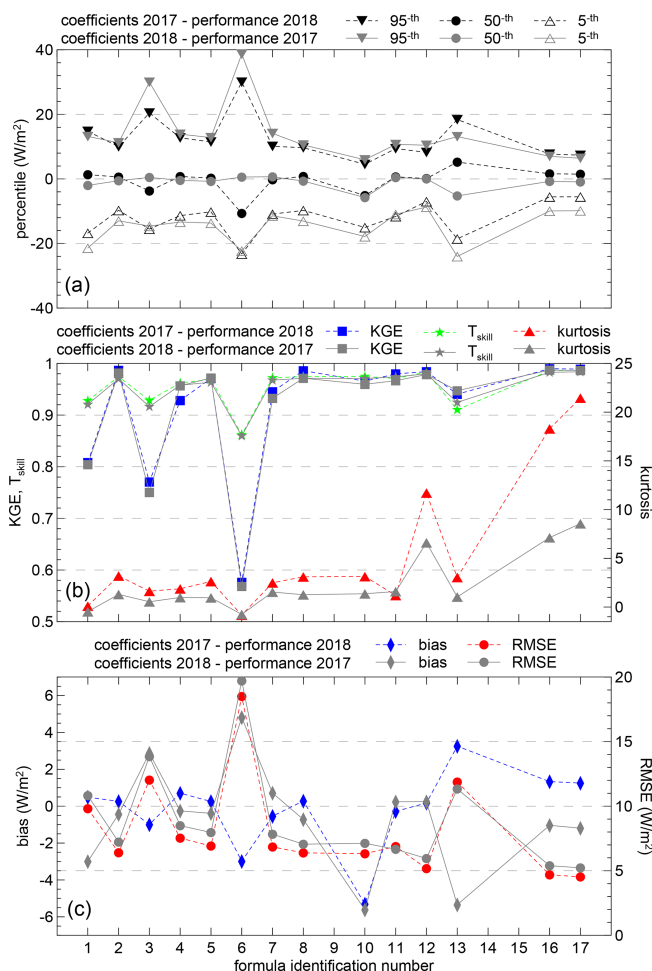 coefficients 2017 - performance 2018 95-th 50-th 5-th
coefficients 2018 - performance 2017 95-th 50-th 5-th
40
20
0
-20
-40
percentile (W/m²)
(a)
coefficients 2017 - performance 2018 KGE Tskill kurtosis
coefficients 2018 - performance 2017 KGE Tskill kurtosis
1 25
0.9 20
0.8 15
0.7 10
0.6 5
0.5 0
KGE, Tskill
kurtosis
(b)
coefficients 2017 - performance 2018 bias RMSE
coefficients 2018 - performance 2017 bias RMSE
6 20
4 15
2 10
0 5
-2 0
-4
-6
bias (W/m²)
RMSE (W/m²)
(c)
1 2 3 4 5 6 7 8 9 10 11 12 13 14 15 16 17
formula identification number